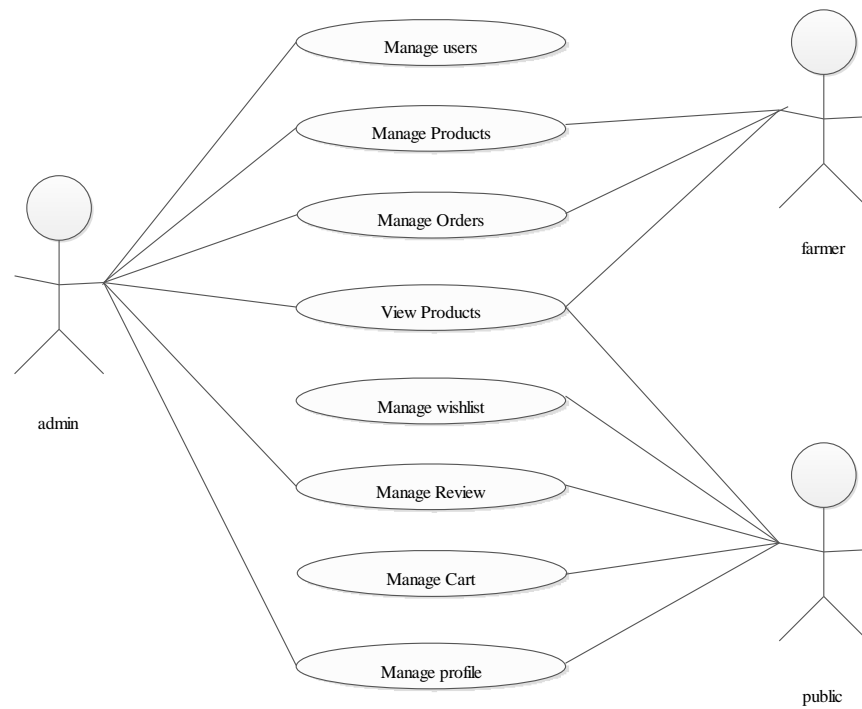 Manage users
Manage Products
Manage Orders
farmer
View Products
Manage wishlist
admin
Manage Review
Manage Cart
Manage profile
public